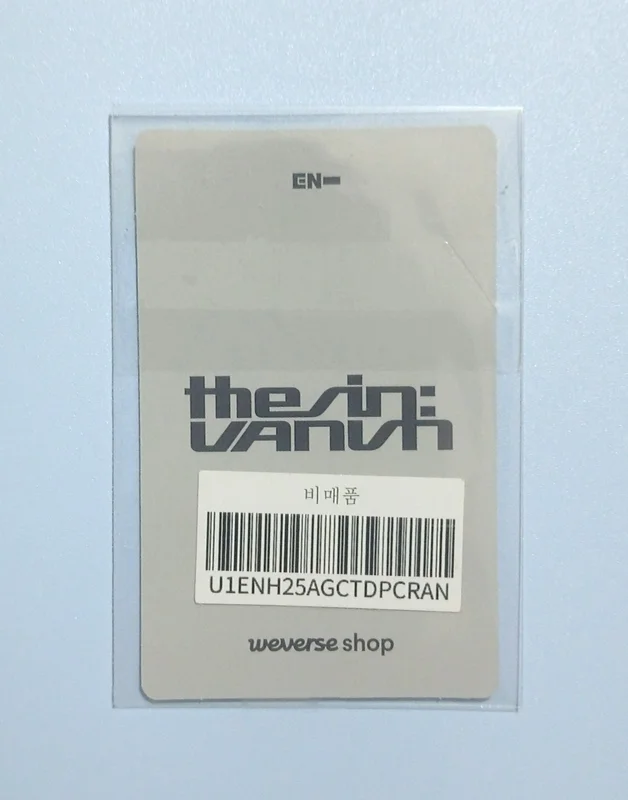 EN-
the sin:
VANISH
비매품
U1ENH25AGCTDPCRAN
weverse shop